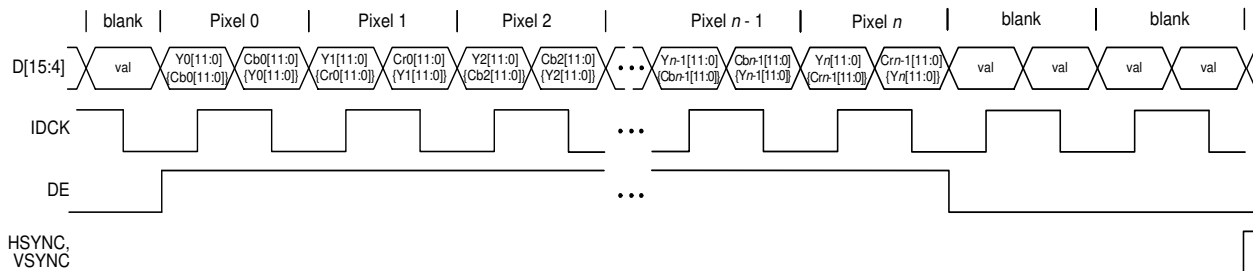 blank Pixel 0 Pixel 1 Pixel 2 Pixel n - 1 Pixel n blank blank
D[15:4] val Y0[11:0] Cb0[11:0] Y1[11:0] Cr0[11:0] Y2[11:0] Cb2[11:0] ••• Yn-1[11:0] Cbn-1[11:0] Yn[11:0] Crn-1[11:0] val val val val
{Cb0[11:0]} {Y0[11:0]} {Cr0[11:0]} {Y1[11:0]} {Cb2[11:0]} {Y2[11:0]} {Cbn-1[11:0]} {Yn-1[11:0]} {Crn-1[11:0]} {Yn[11:0]}
IDCK •••
DE •••
HSYNC,
VSYNC